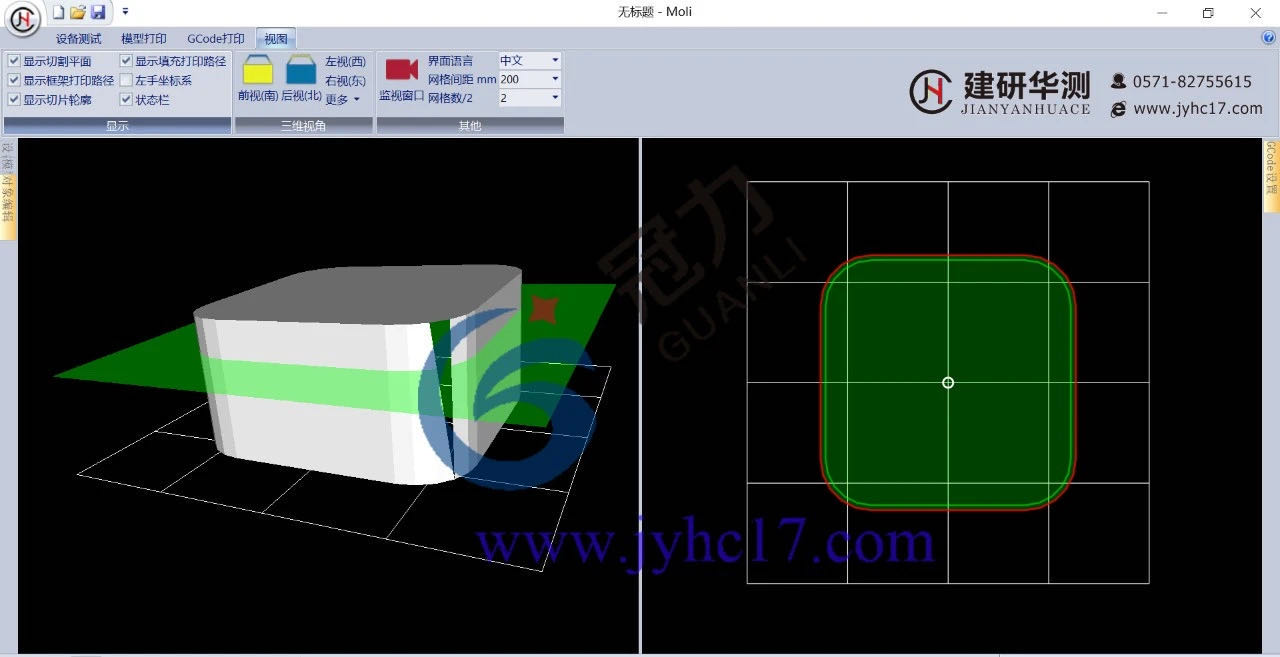 无标题 - Moli
设备测试 模型打印 GCode打印 视图
显示切割平面 显示填充打印路径
显示框架打印路径 左手坐标系
显示切片轮廓 状态栏
显示
前视(南) 后视(北)
左视(西)
右视(东)
更多
三维视角
监视窗口
界面语言 中文
网格间距 mm 200
网格数/2 2
其他
建研华测
JIANYANHUACE
0571-82755615
www.jyhc17.com
对象编辑
GCode设置
冠力
GUANLI
www.jyhc17.com